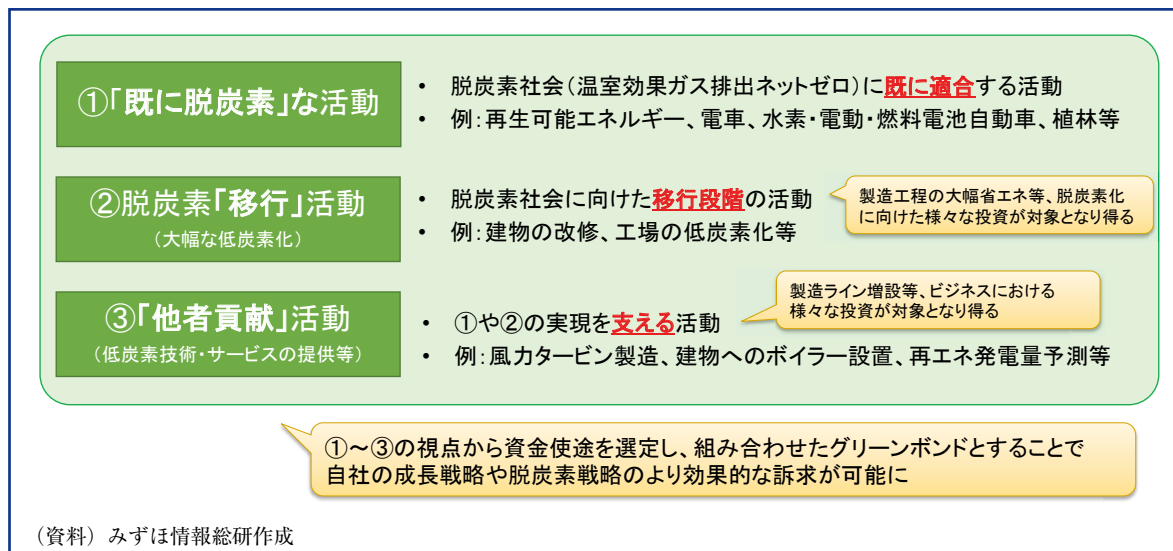 ①「既に脱炭素」な活動
• 脱炭素社会(温室効果ガス排出ネットゼロ)に既に適合する活動
• 例:再生可能エネルギー、電車、水素・電動・燃料電池自動車、植林等
②脱炭素「移行」活動
(大幅な低炭素化)
• 脱炭素社会に向けた移行段階の活動
• 例:建物の改修、工場の低炭素化等
製造工程の大幅省エネ等、脱炭素化
に向けた様々な投資が対象となり得る
③「他者貢献」活動
(低炭素技術・サービスの提供等)
• ①や②の実現を支える活動
• 例:風力タービン製造、建物へのボイラー設置、再エネ発電量予測等
製造ライン増設等、ビジネスにおける
様々な投資が対象となり得る
①~③の視点から資金使途を選定し、組み合わせたグリーンボンドとすることで
自社の成長戦略や脱炭素戦略のより効果的な訴求が可能に
(資料)みずほ情報総研作成